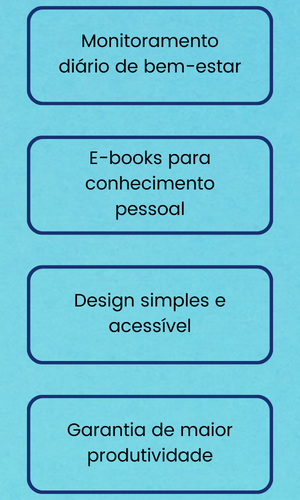 Monitoramento
diário de bem-estar
E-books para
conhecimento
pessoal
Design simples e
acessível
Garantia de maior
produtividade